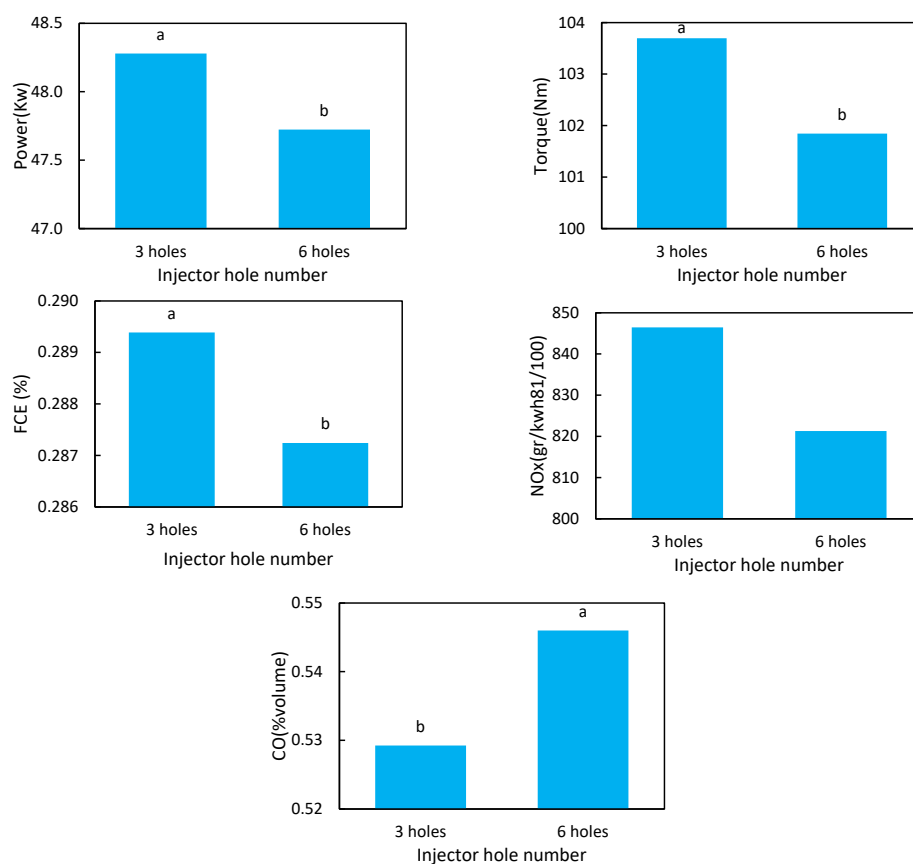 48.5
48.0
47.5
47.0
Power(Kw)
a
b
3 holes
6 holes
Injector hole number
104
103
102
101
100
Torque(Nm)
a
b
3 holes
6 holes
Injector hole number
0.290
0.289
0.288
0.287
0.286
FCE (%)
a
b
3 holes
6 holes
Injector hole number
850
840
830
820
810
800
NOx(gr/kwh81/100)
3 holes
6 holes
Injector hole number
0.55
0.54
0.53
0.52
CO(%volume)
b
a
3 holes
6 holes
Injector hole number